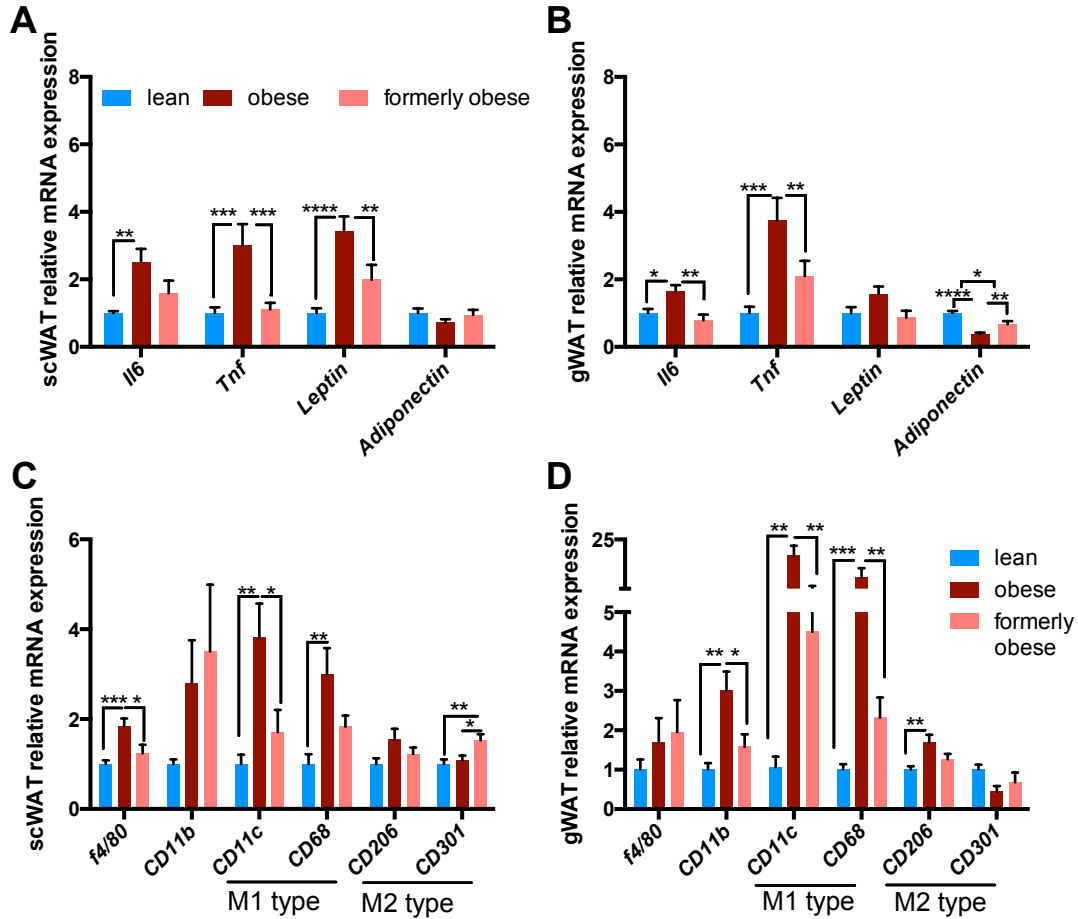 A
scWAT relative mRNA expression
8
6
4
2
0
lean obese formerly obese
** *** *** **** **
Il6 Tnf Leptin Adiponectin
B
gWAT relative mRNA expression
8
6
4
2
0
* ** *** ** **** * **
Il6 Tnf Leptin Adiponectin
C
scWAT relative mRNA expression
6
4
2
0
*** * ** * ** ** *
f4/80 CD11b CD11c CD68 CD206 CD301
M1 type M2 type
D
gWAT relative mRNA expression
25
5
4
3
2
1
0
** * ** ** *** ** **
lean
obese
formerly
obese
f4/80 CD11b CD11c CD68 CD206 CD301
M1 type M2 type